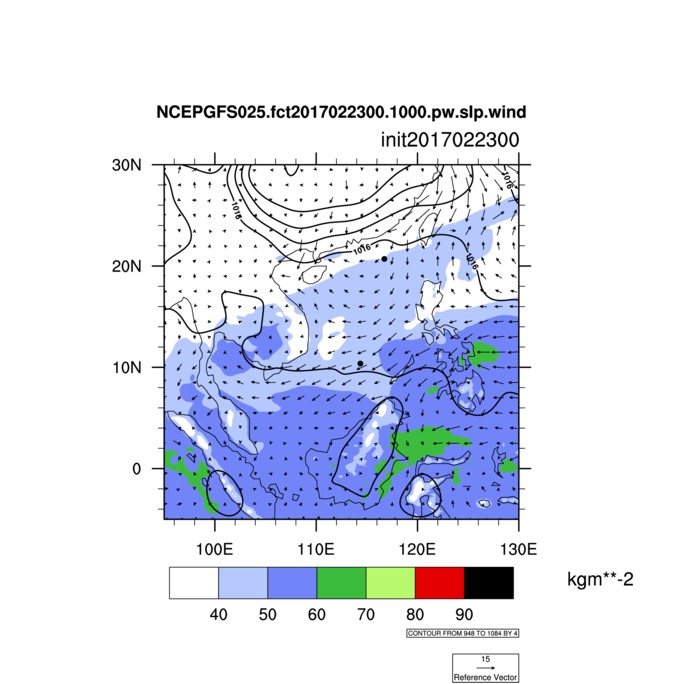 NCEPGFS025.fct2017022300.1000.pw.slp.wind
init2017022300
30N
20N
10N
0
1016
1016
1016
1016
100E 110E 120E 130E
kgm**-2
40 50 60 70 80 90
CONTOUR FROM 948 TO 1084 BY 4
15
Reference Vector